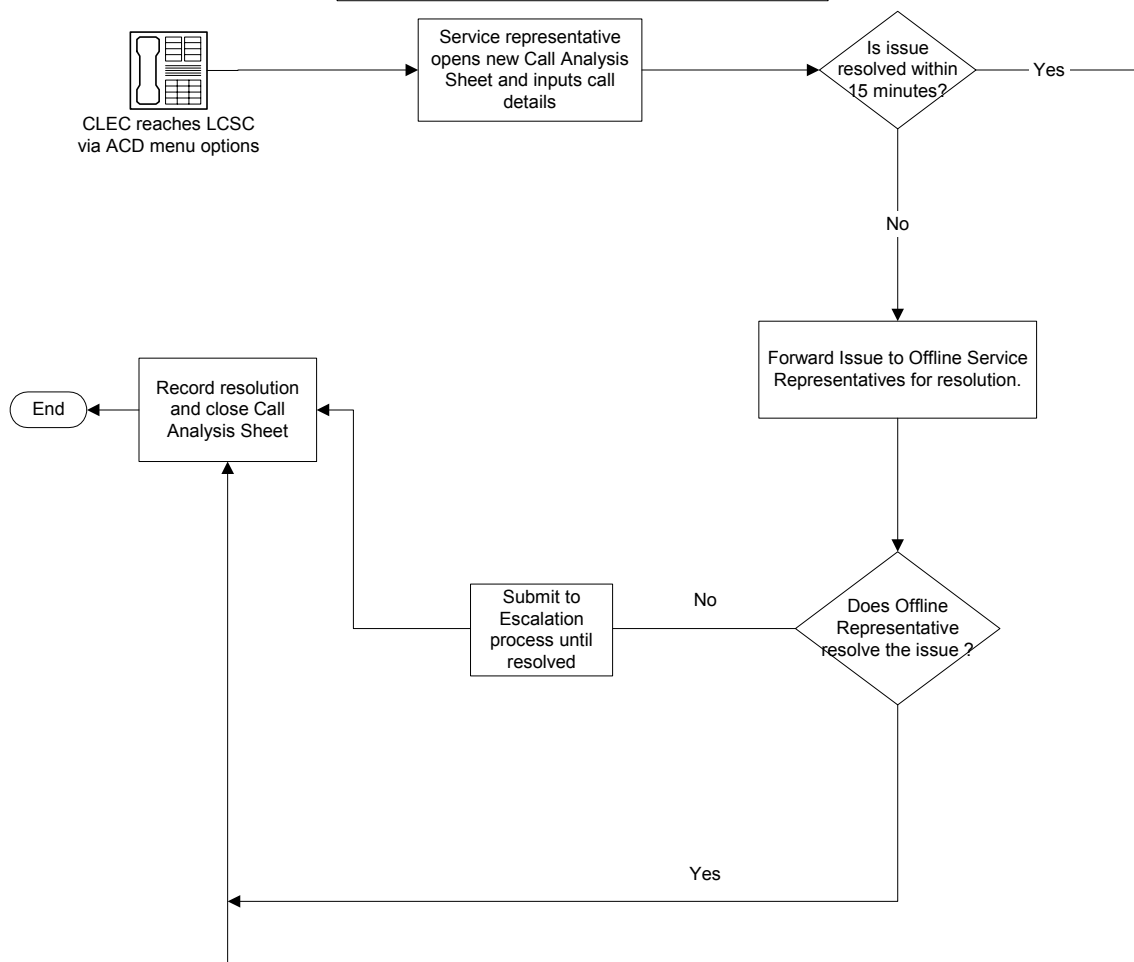 CLEC reaches LCSC
via ACD menu options
Service representative
opens new Call Analysis
Sheet and inputs call
details
Is issue
resolved within
15 minutes?
Yes
No
Forward Issue to Offline Service
Representatives for resolution.
Does Offline
Representative
resolve the issue ?
No
Submit to
Escalation
process until
resolved
Record resolution
and close Call
Analysis Sheet
End
Yes